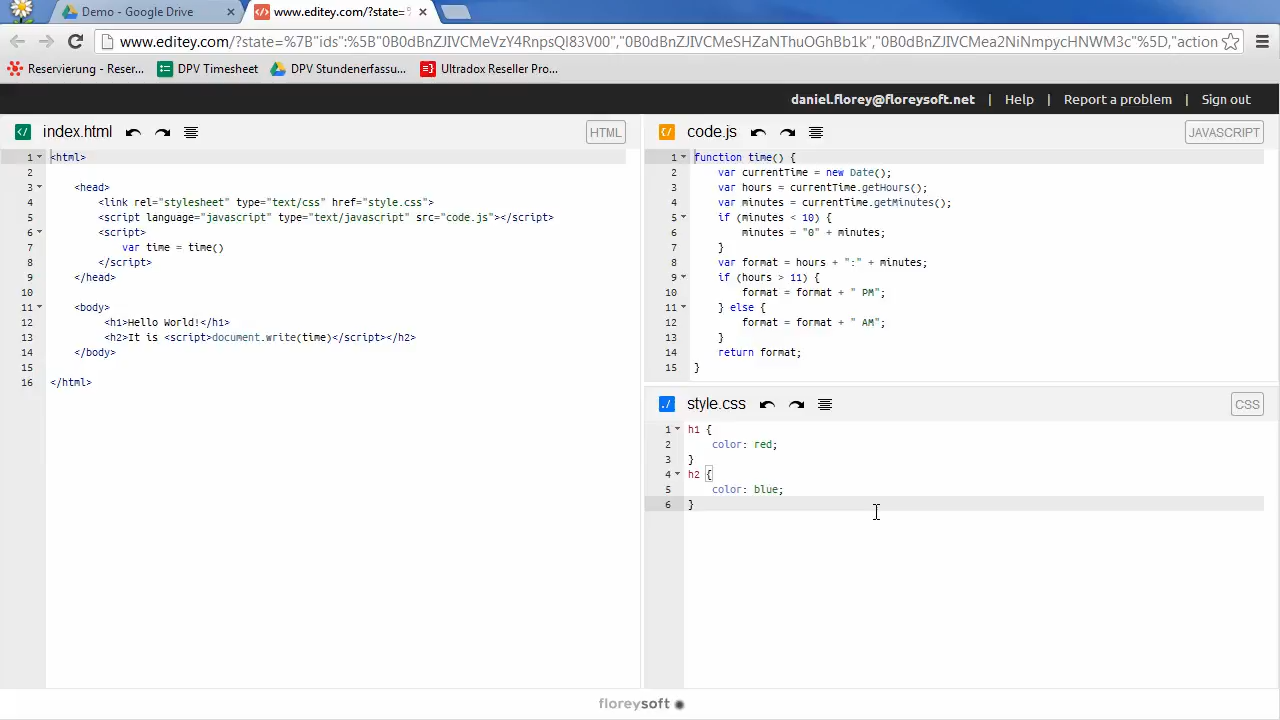 Demo - Google Drive
www.editey.com/?state=
www.editey.com/?state=%7B"ids":%5B"0B0dBnZJIVCMeVzY4RnpsOl83V00","0B0dBnZJIVCMeSHZaNThuOGhBb1k","0B0dBnZJIVCMea2NiNmpycHNWM3c"%5D,"action
Reservierung - Reser...
DPV Timesheet
DPV Stundenerfassu...
Ultradox Reseller Pro...
daniel.florey@floreysoft.net | Help | Report a problem | Sign out
index.html
HTML
1 <html>
2
3     <head>
4         <link rel="stylesheet" type="text/css" href="style.css">
5         <script language="javascript" type="text/javascript" src="code.js"></script>
6         <script>
7             var time = time()
8         </script>
9     </head>
10
11     <body>
12          <h1>Hello World!</h1>
13          <h2>It is <script>document.write(time)</script></h2>
14     </body>
15
16 </html>
code.js
JAVASCRIPT
1 function time() {
2     var currentTime = new Date();
3     var hours = currentTime.getHours();
4     var minutes = currentTime.getMinutes();
5     if (minutes < 10) {
6         minutes = "0" + minutes;
7     }
8     var format = hours + ":" + minutes;
9     if (hours > 11) {
10         format = format + " PM";
11     } else {
12         format = format + " AM";
13     }
14     return format;
15 }
style.css
CSS
1 h1 {
2     color: red;
3 }
4 h2 {
5     color: blue;
6 }
floreysoft